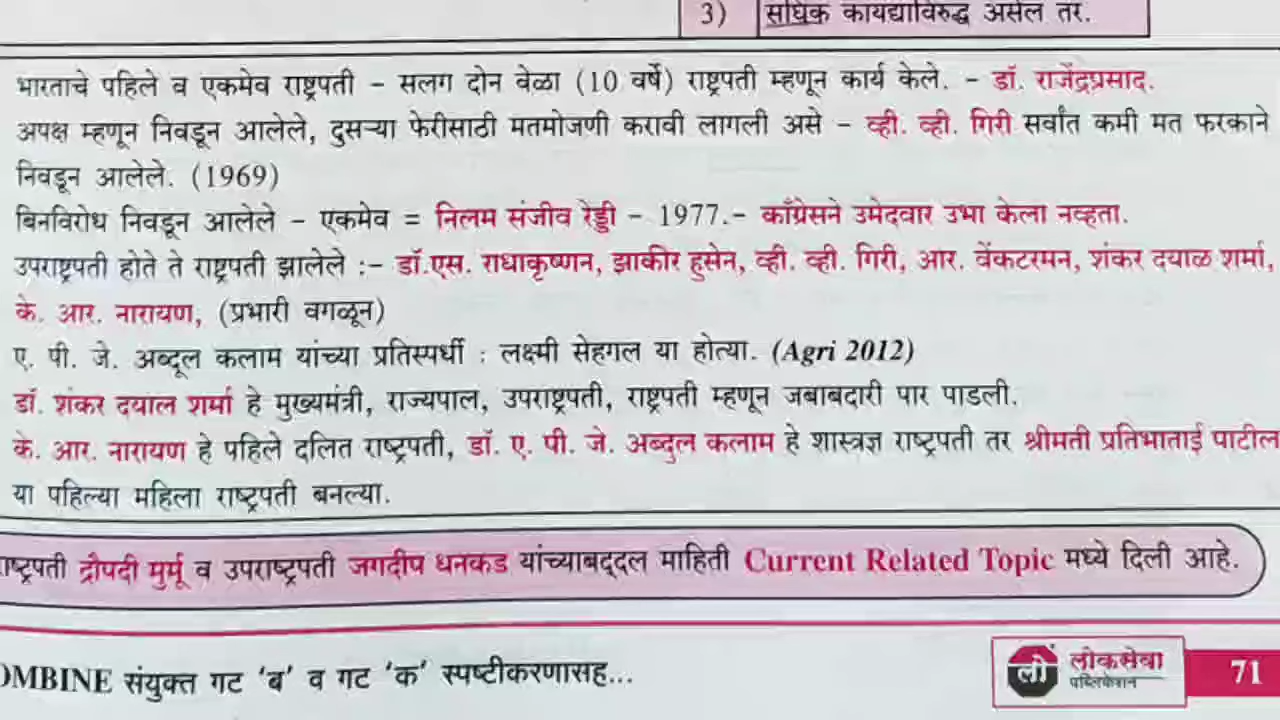 3) संघिक कायद्याविरुद्ध असेल तर.
भारताचे पहिले व एकमेव राष्ट्रपती – सलग दोन वेळा (10 वर्षे) राष्ट्रपती म्हणून कार्य केले. – डॉ. राजेंद्रप्रसाद.
अपक्ष म्हणून निवडून आलेले, दुसऱ्या फेरीसाठी मतमोजणी करावी लागली असे – व्ही. व्ही. गिरी सर्वांत कमी मत फरकाने
निवडून आलेले. (1969)
बिनविरोध निवडून आलेले – एकमेव = निलम संजीव रेड्डी – 1977.– काँग्रेसने उमेदवार उभा केला नव्हता.
उपराष्ट्रपती होते ते राष्ट्रपती झालेले :– डॉ.एस. राधाकृष्णन, झाकीर हुसेन, व्ही. व्ही. गिरी, आर. वेंकटरमन, शंकर दयाळ शर्मा,
के. आर. नारायण, (प्रभारी वगळून)
ए. पी. जे. अब्दूल कलाम यांच्या प्रतिस्पर्धी : लक्ष्मी सेहगल या होत्या. (Agri 2012)
डॉ. शंकर दयाल शर्मा हे मुख्यमंत्री, राज्यपाल, उपराष्ट्रपती, राष्ट्रपती म्हणून जबाबदारी पार पाडली.
के. आर. नारायण हे पहिले दलित राष्ट्रपती, डॉ. ए. पी. जे. अब्दुल कलाम हे शास्त्रज्ञ राष्ट्रपती तर श्रीमती प्रतिभाताई पाटील
या पहिल्या महिला राष्ट्रपती बनल्या.
राष्ट्रपती द्रौपदी मुर्मू व उपराष्ट्रपती जगदीप धनकड यांच्याबद्दल माहिती Current Related Topic मध्ये दिली आहे.
OMBINE संयुक्त गट 'ब' व गट 'क' स्पष्टीकरणासह...
लो लोकसेवा
पब्लिकेशन
71